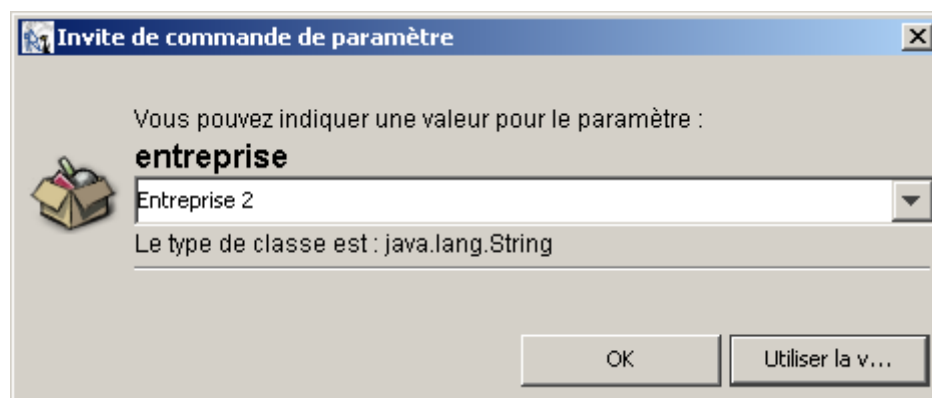 Invite de commande de paramètre
Vous pouvez indiquer une valeur pour le paramètre :
entreprise
Entreprise 2
Le type de classe est : java.lang.String
OK
Utiliser la v...